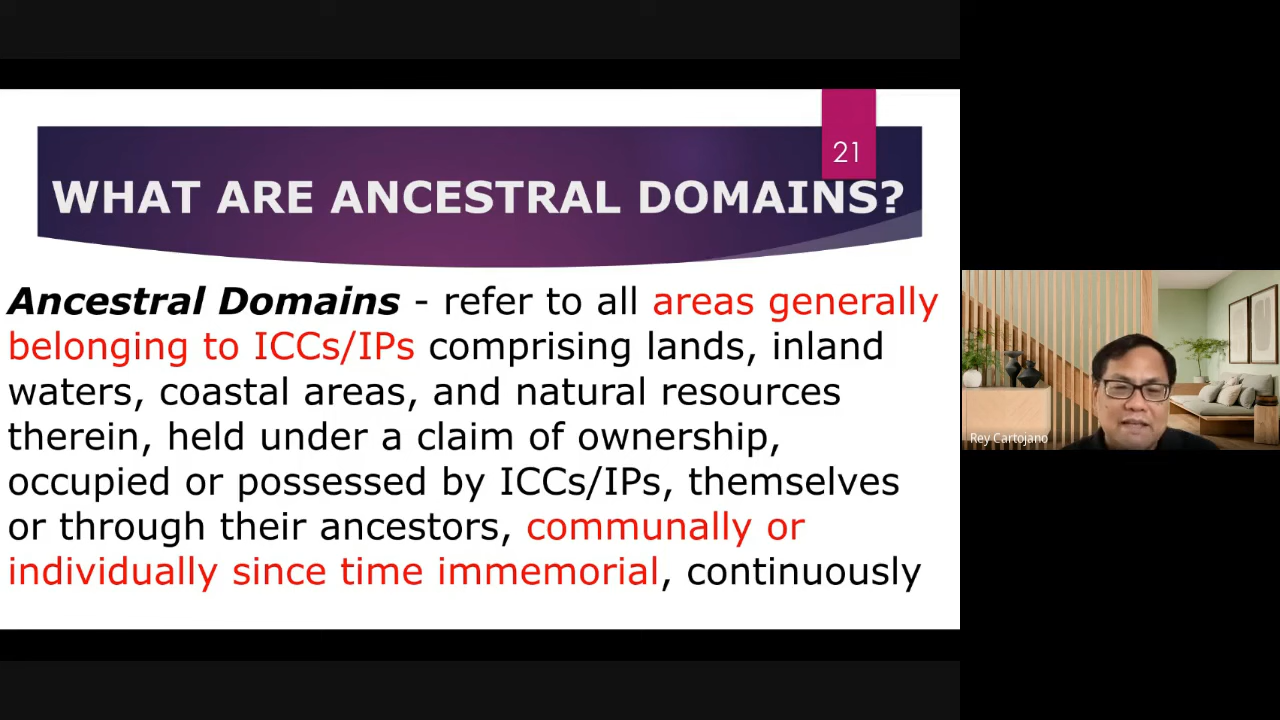 21
WHAT ARE ANCESTRAL DOMAINS?
Ancestral Domains - refer to all areas generally
belonging to ICCs/IPs comprising lands, inland
waters, coastal areas, and natural resources
therein, held under a claim of ownership,
occupied or possessed by ICCs/IPs, themselves
or through their ancestors, communally or
individually since time immemorial, continuously
Rey Cartojano